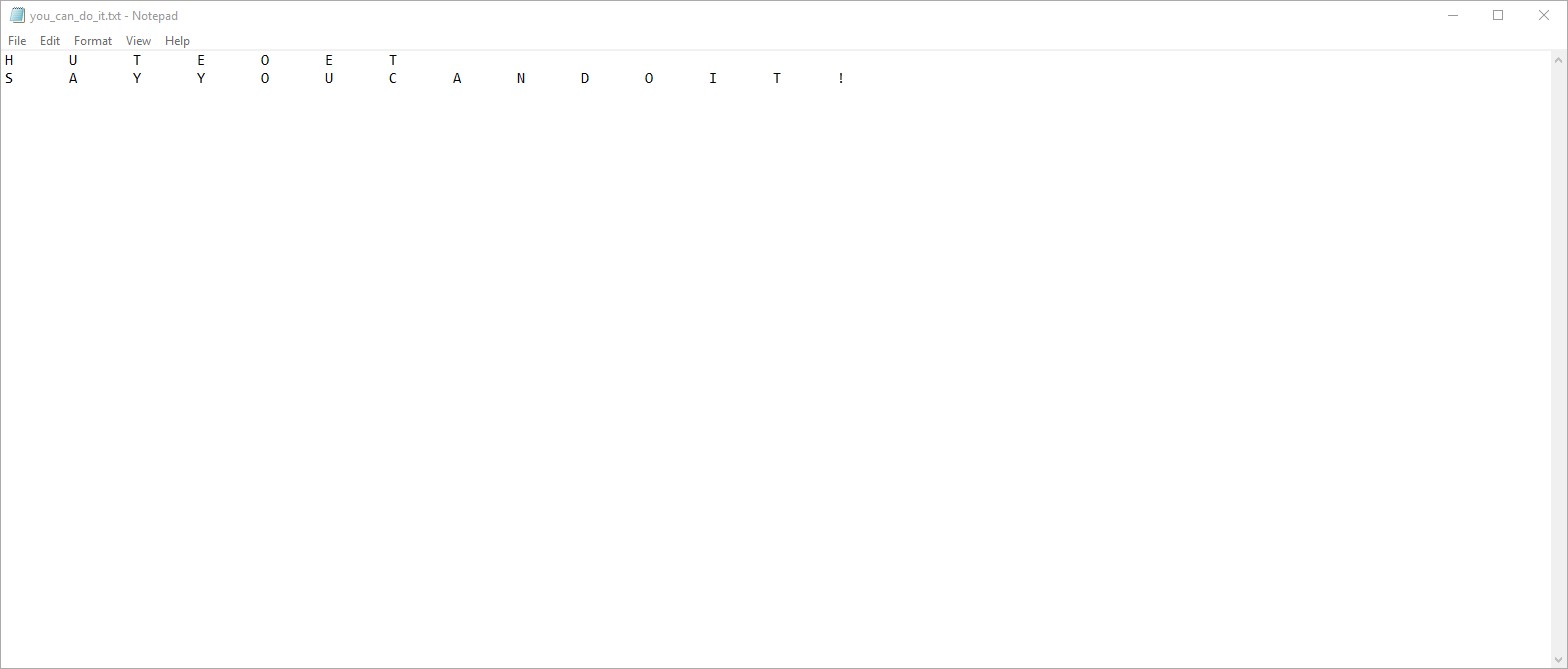 you_can_do_it.txt - Notepad
File Edit Format View Help
H U T E O E T
S A Y Y O U C A N D O I T !